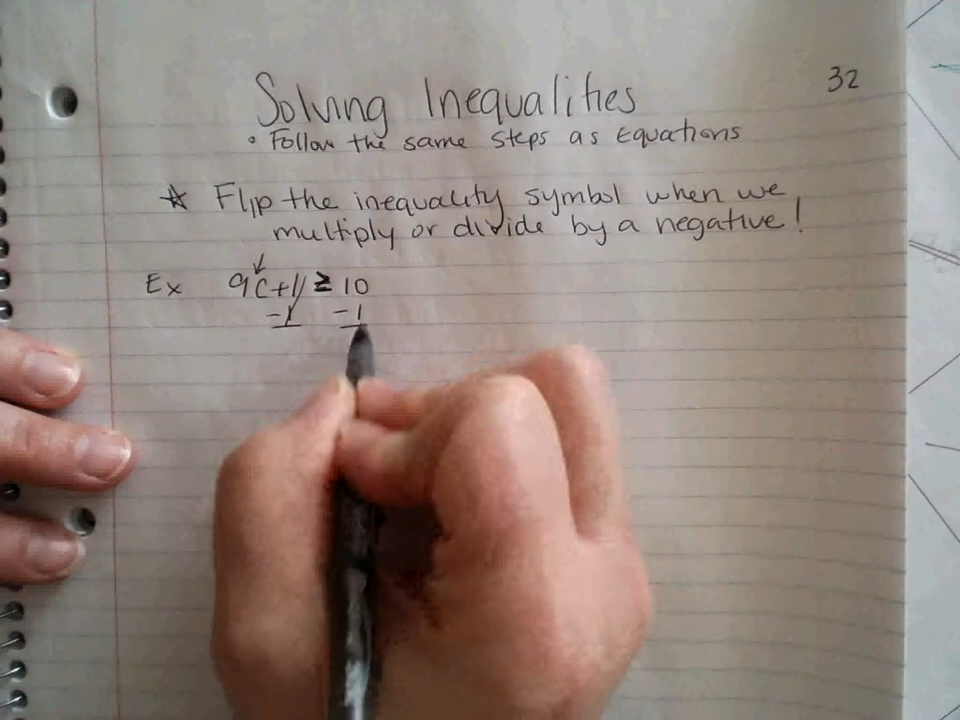 32
Solving Inequalities
• Follow the same steps as Equations
☆ Flip the inequality symbol when we
multiply or divide by a negative!
Ex 9c+1 ≥ 10
-1 -1